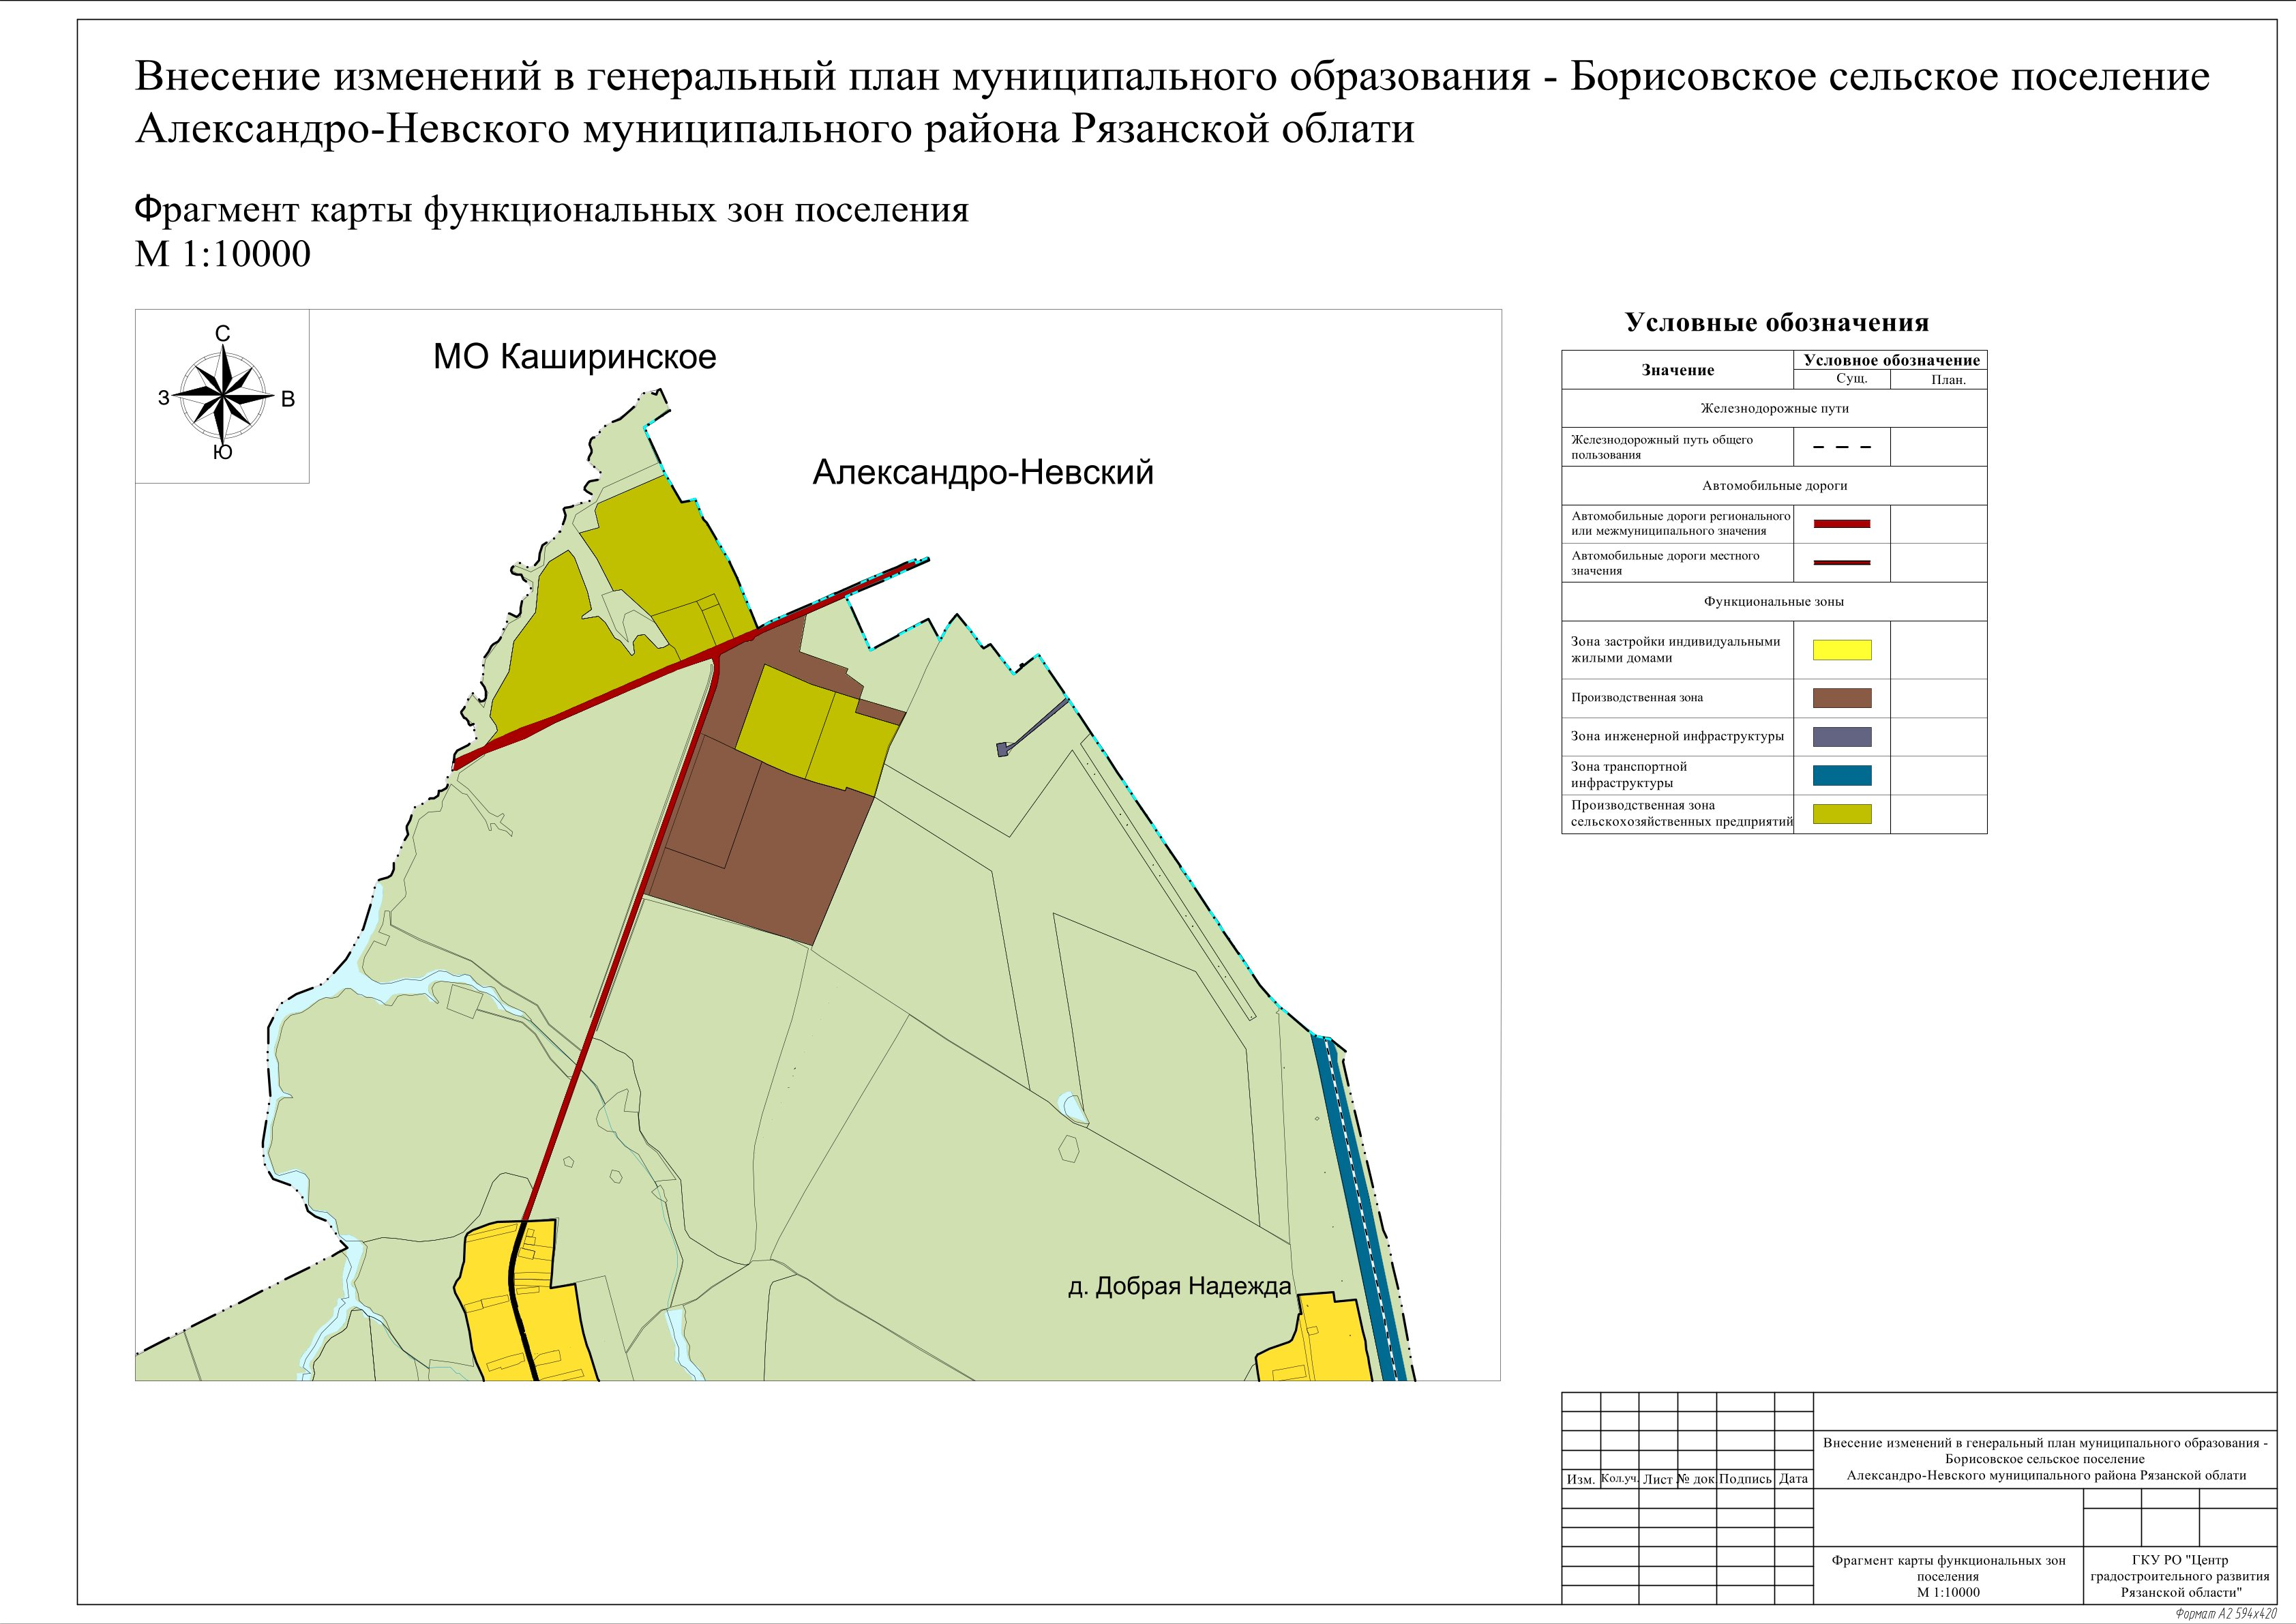 Внесение изменений в генеральный план муниципального образования - Борисовское сельское поселение
Александро-Невского муниципального района Рязанской облати
Фрагмент карты функциональных зон поселения
М 1:10000
С
З
В
Ю
МО Каширинское
Александро-Невский
д. Добрая Надежда
Условные обозначения
Значение
Условное обозначение
Сущ.
План.
Железнодорожные пути
Железнодорожный путь общего
пользования
Автомобильные дороги
Автомобильные дороги регионального
или межмуниципального значения
Автомобильные дороги местного
значения
Функциональные зоны
Зона застройки индивидуальными
жилыми домами
Производственная зона
Зона инженерной инфраструктуры
Зона транспортной
инфраструктуры
Производственная зона
сельскохозяйственных предприятий
Внесение изменений в генеральный план муниципального образования -
Борисовское сельское поселение
Александро-Невского муниципального района Рязанской облати
Изм. Кол.уч. Лист № док. Подпись Дата
Фрагмент карты функциональных зон
поселения
М 1:10000
ГКУ РО "Центр
градостроительного развития
Рязанской области"
Формат А2 594х420